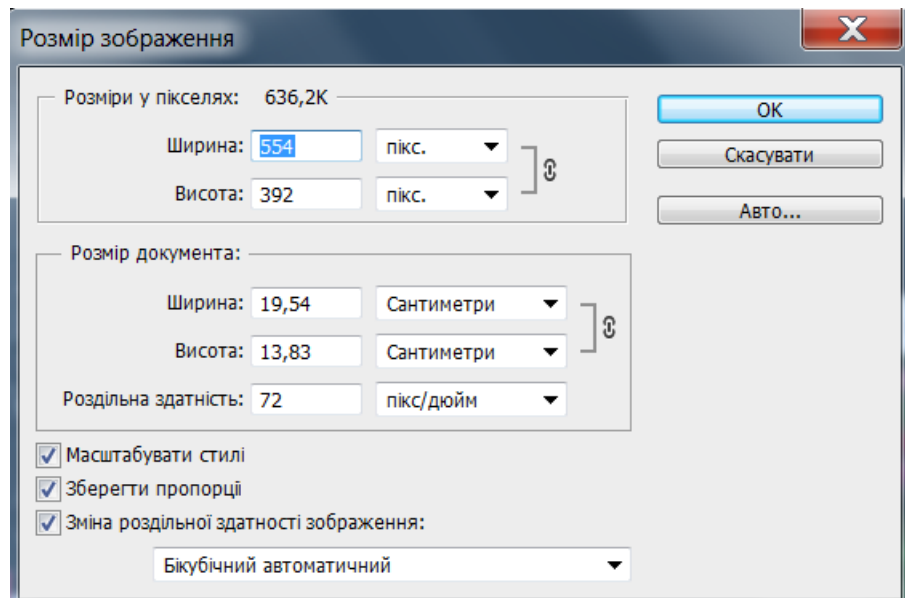 Розмір зображення
Розміри у пікселях: 636,2K
Ширина: 554 пікс.
Висота: 392 пікс.
OK
Скасувати
Авто...
Розмір документа:
Ширина: 19,54 Сантиметри
Висота: 13,83 Сантиметри
Роздільна здатність: 72 пікс/дюйм
Масштабувати стилі
Зберегти пропорції
Зміна роздільної здатності зображення:
Бікубічний автоматичний